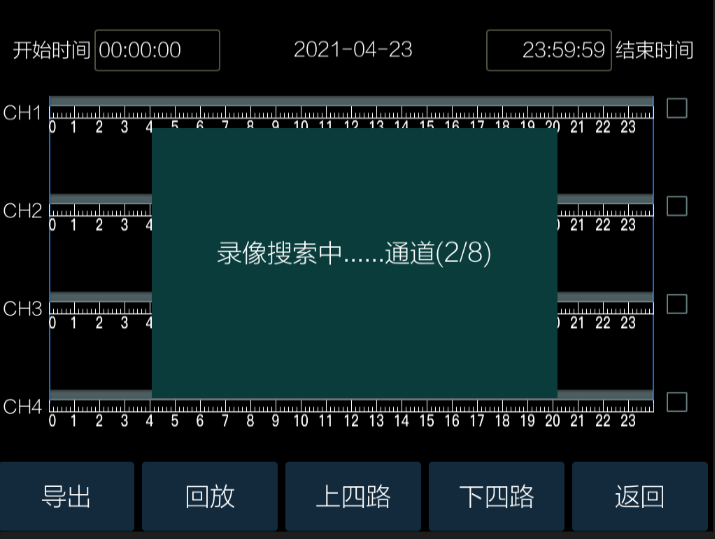 开始时间 00:00:00 2021-04-23 23:59:59 结束时间
CH1
0 1 2 3 4 5 6 7 8 9 10 11 12 13 14 15 16 17 18 19 20 21 22 23
CH2
0 1 2 3 4 21 22 23
录像搜索中......通道(2/8)
CH3
0 1 2 3 4 21 22 23
CH4
0 1 2 3 4 5 6 7 8 9 10 11 12 13 14 15 16 17 18 19 20 21 22 23
导出 回放 上四路 下四路 返回